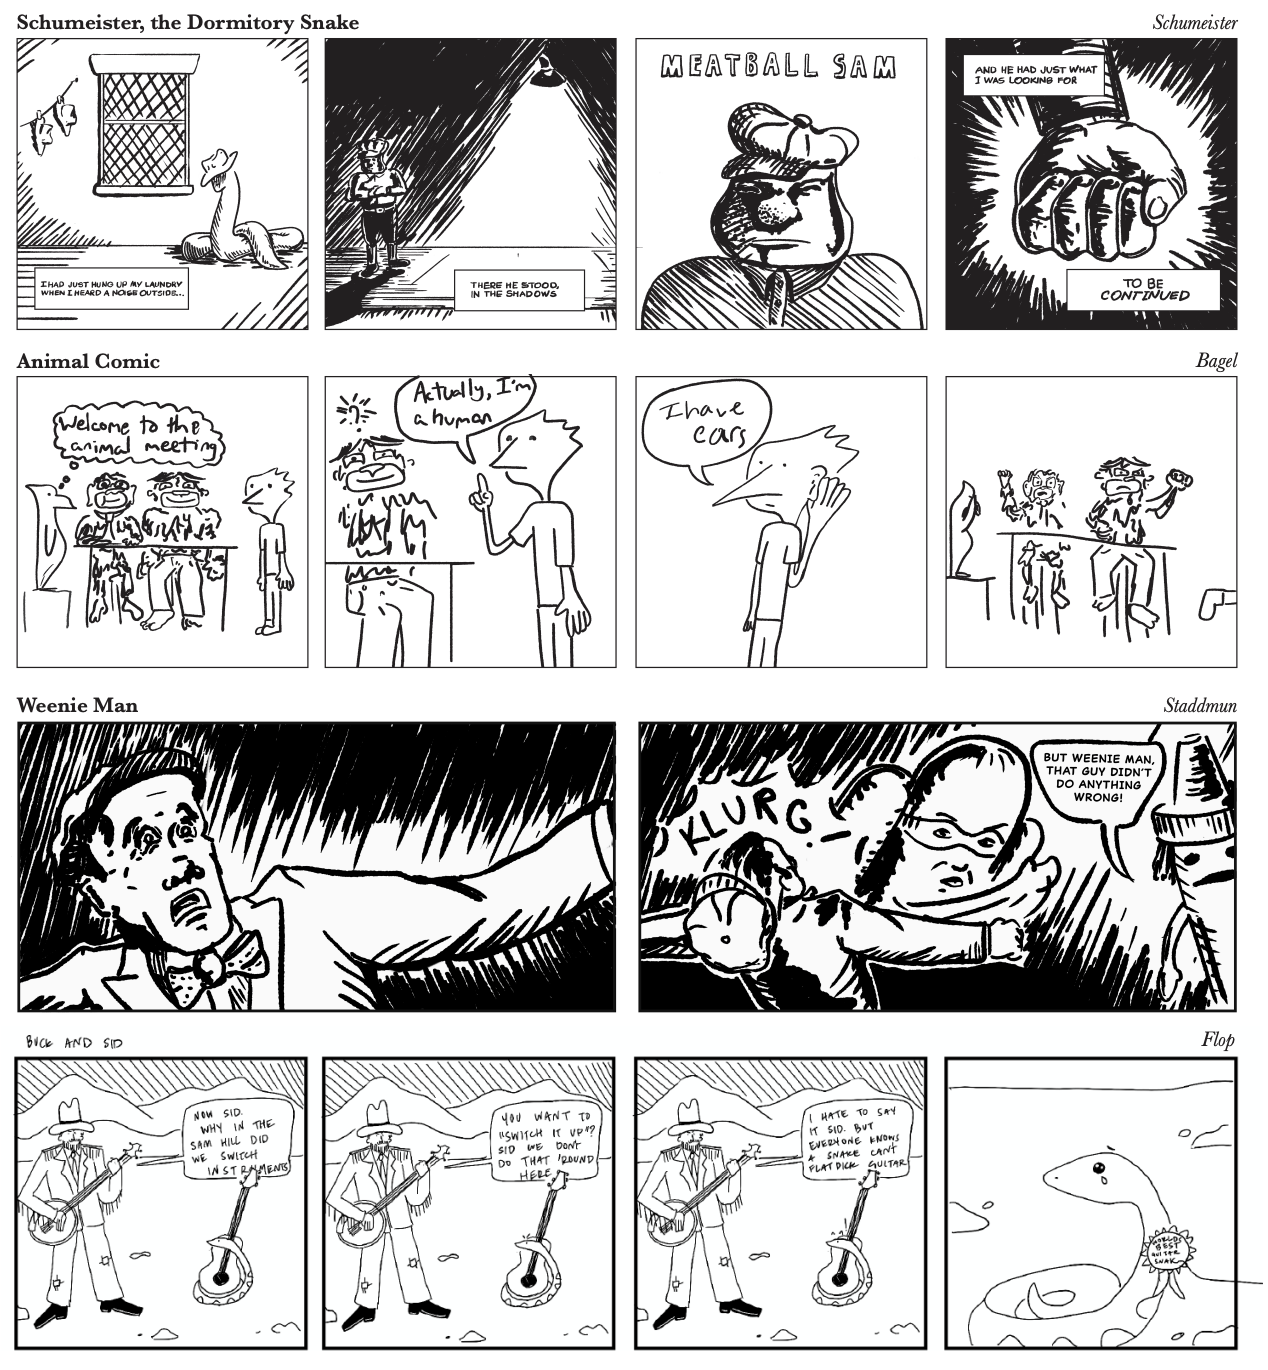 Schumeister, the Dormitory Snake
Schumeister
I HAD JUST HUNG UP MY LAUNDRY
WHEN I HEARD A NOISE OUTSIDE...
THERE HE STOOD,
IN THE SHADOWS
MEATBALL SAM
AND HE HAD JUST WHAT
I WAS LOOKING FOR
TO BE
CONTINUED
Animal Comic
Bagel
Welcome to the
animal meeting
!?
Actually, I'm
a human
I have
ears
Weenie Man
Staddmun
KLURG
BUT WEENIE MAN,
THAT GUY DIDN'T
DO ANYTHING
WRONG!
BUCK AND SID
Flop
NOW SID.
WHY IN THE
SAM HILL DID
WE SWITCH
INSTRUMENTS
YOU WANT TO
"SWITCH IT UP"?
SID WE DON'T
DO THAT 'ROUND
HERE
I HATE TO SAY
IT SID. BUT
EVERYONE KNOWS
A SNAKE CAN'T
FLATPICK GUITAR
WORLDS
BEST
GUITAR
SNAK